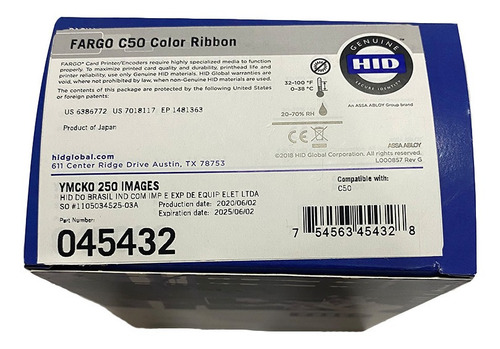 FARGO C50 Color Ribbon
FARGO® Card Printer/Encoders require highly specialized media to function
properly. To maximize printed card quality and durability, printhead life and
printer reliability, use only Genuine HID materials. HID Global warranties are
void, where not prohibited by law, when non-Genuine HID materials are used.
The contents of this package are protected by the following United States
or foreign patents:
US 6386772 US 7018117 EP 1481363
Product of Japan
GENUINE
HID
SECURE IDENTITY
An ASSA ABLOY Group brand
32-100 °F
0-38 °C
20-70% RH
CE
ASSA ABLOY
©2018 HID Global Corporation. All rights reserved.
L000857 Rev G
hidglobal.com
611 Center Ridge Drive Austin, TX 78753
YMCKO 250 IMAGES
HID DO BRASIL IND COM IMP E EXP DE EQUIP ELET LTDA
SO #1105034525-03A
Production date: 2020/06/02
Expiration date: 2025/06/02
Part Number:
045432
Compatible with:
C50
7 54563 45432 8